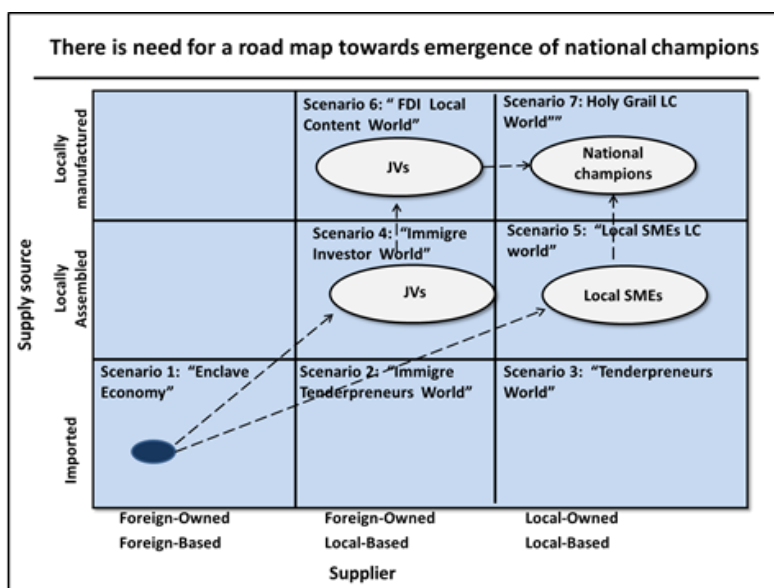 There is need for a road map towards emergence of national champions
Scenario 6: “ FDI Local
Content World”
Scenario 7: Holy Grail LC
World””
Locally
manufactured
JVs
National
champions
Scenario 4: “Immigre
Investor World”
Scenario 5: “Local SMEs LC
world”
Supply source
Locally
Assembled
JVs
Local SMEs
Scenario 1: “Enclave
Economy”
Scenario 2: “Immigre
Tenderpreneurs World”
Scenario 3: “Tenderpreneurs
World”
Imported
Foreign-Owned
Foreign-Based
Foreign-Owned
Local-Based
Local-Owned
Local-Based
Supplier